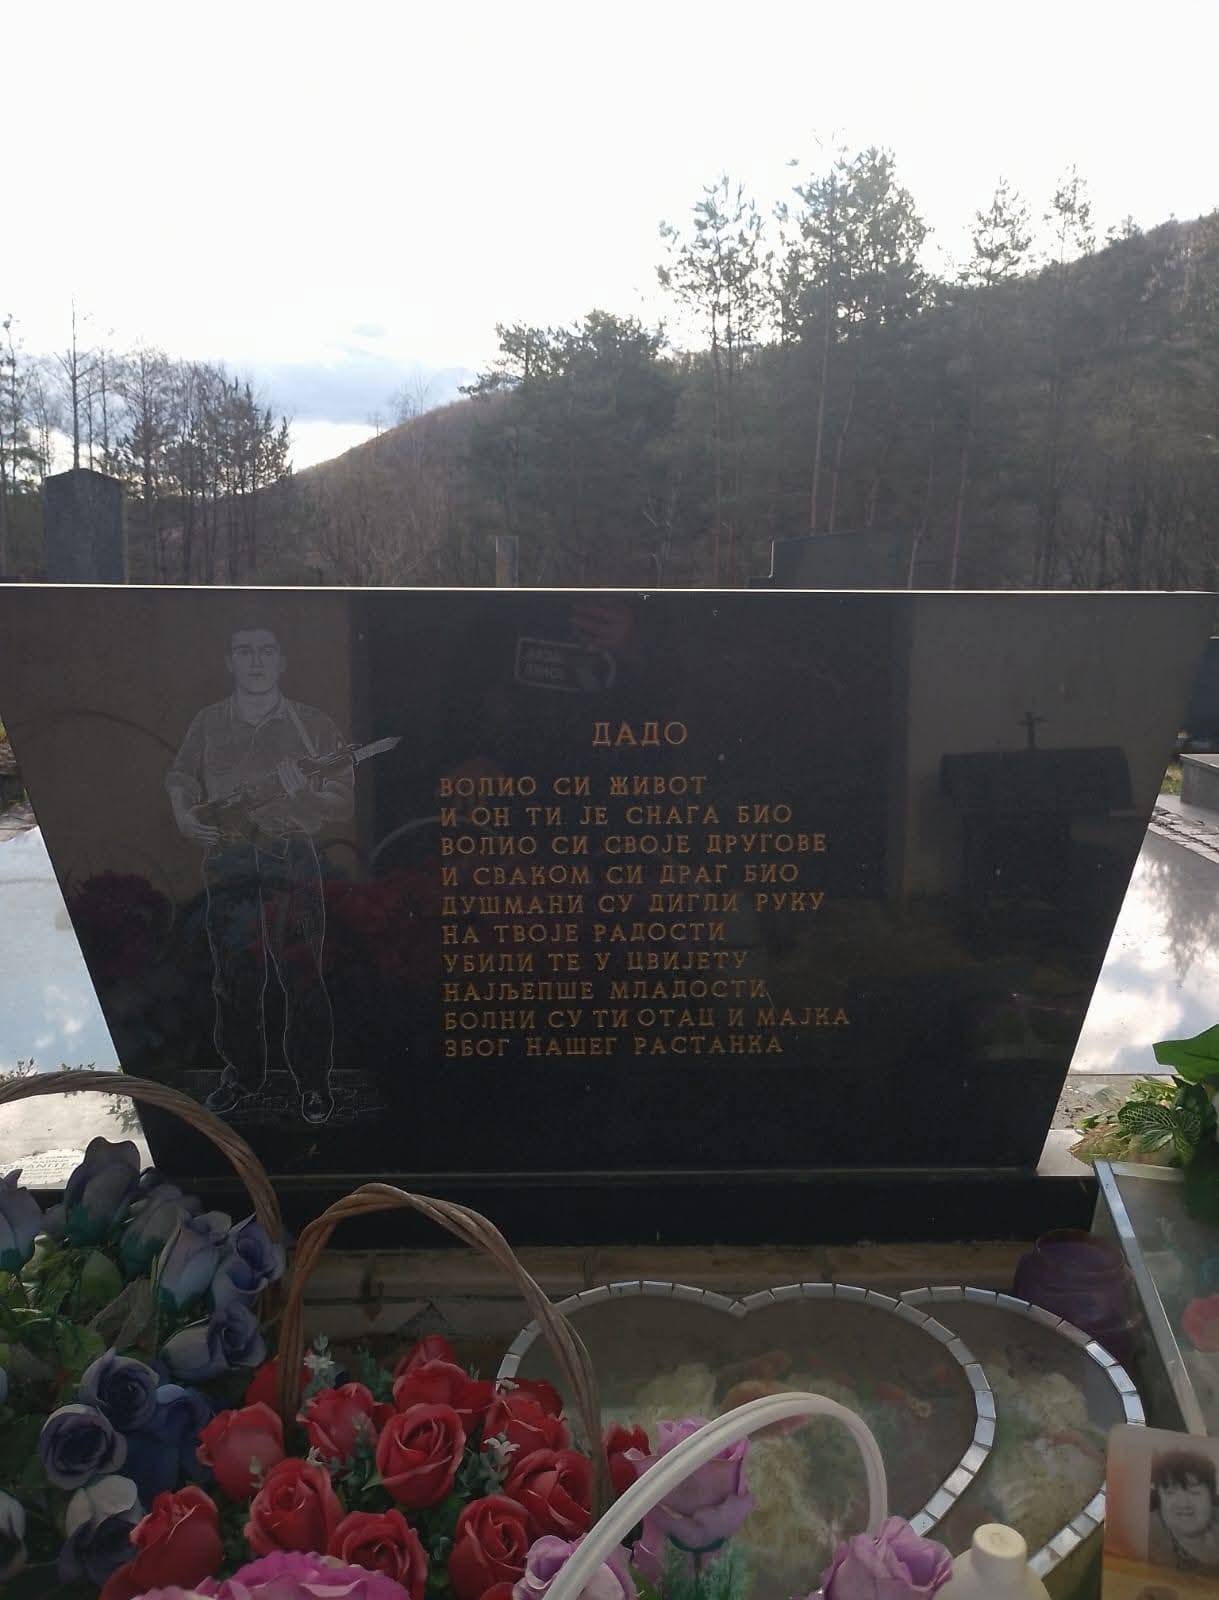 ДАДО
ВОЛИО СИ ЖИВОТ
И ОН ТИ ЈЕ СНАГА БИО
ВОЛИО СИ СВОЈЕ ДРУГОВЕ
И СВАКОМ СИ ДРАГ БИО
ДУШМАНИ СУ ДИГЛИ РУКУ
НА ТВОЈЕ РАДОСТИ
УБИЛИ ТЕ У ЦВИЈЕТУ
НАЈЉЕПШЕ МЛАДОСТИ
БОЛНИ СУ ТИ ОТАЦ И МАЈКА
ЗБОГ НАШЕГ РАСТАНКА